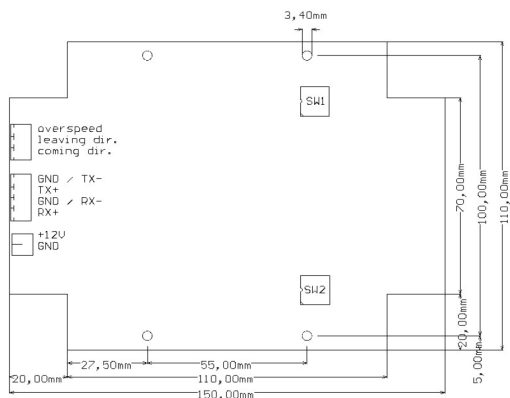 3,40mm
SW1
overspeed
leaving dir.
coming dir.
GND / TX-
TX+
GND / RX-
RX+
+12V
GND
SW2
70,00mm
100,00mm
110,00mm
20,00mm
5,00mm
27,50mm
55,00mm
20,00mm
110,00mm
150,00mm